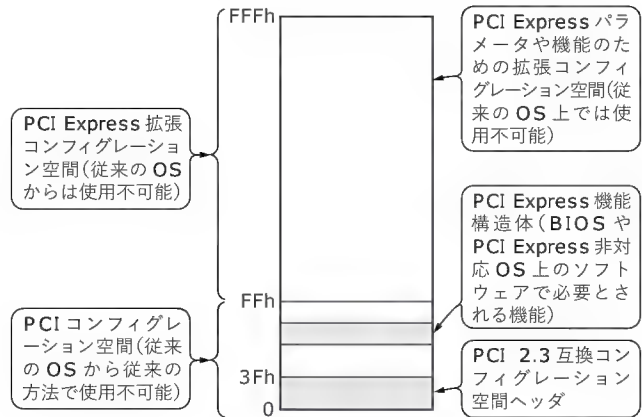 FFFh
PCI Express パラ
メータや機能のた
めの拡張コンフィ
グレーション空間(従
来の OS 上では使
用不可能)
PCI Express 拡張
コンフィグレーショ
ン空間(従来の OS
からは使用不可能)
PCI Express 機能
構造体(BIOS や
PCI Express 非対
応 OS 上のソフト
ウェアで必要とさ
れる機能)
FFh
PCI コンフィグレ
ーション空間(従来
の OS から従来の
方法で使用不可能)
3Fh
0
PCI 2.3 互換コン
フィグレーション
空間ヘッダ